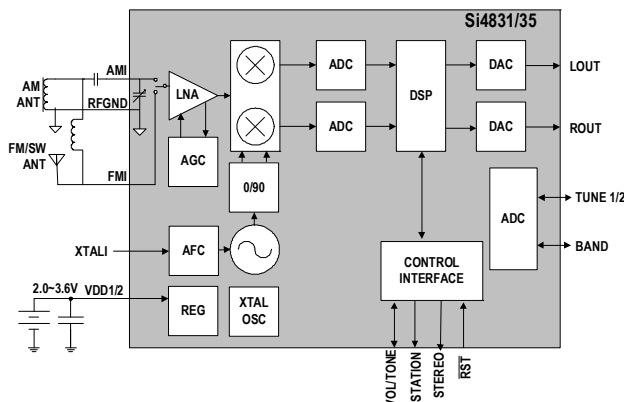 Si4831/35
AMI
AM
ANT
RFGND
LNA
AGC
FM/SW
ANT
FMI
0/90
ADC
ADC
DSP
DAC
DAC
LOUT
ROUT
ADC
TUNE 1/2
BAND
XTALI
AFC
CONTROL
INTERFACE
2.0~3.6V
VDD1/2
REG
XTAL
OSC
VOL/TONE
STATION
STEREO
RST